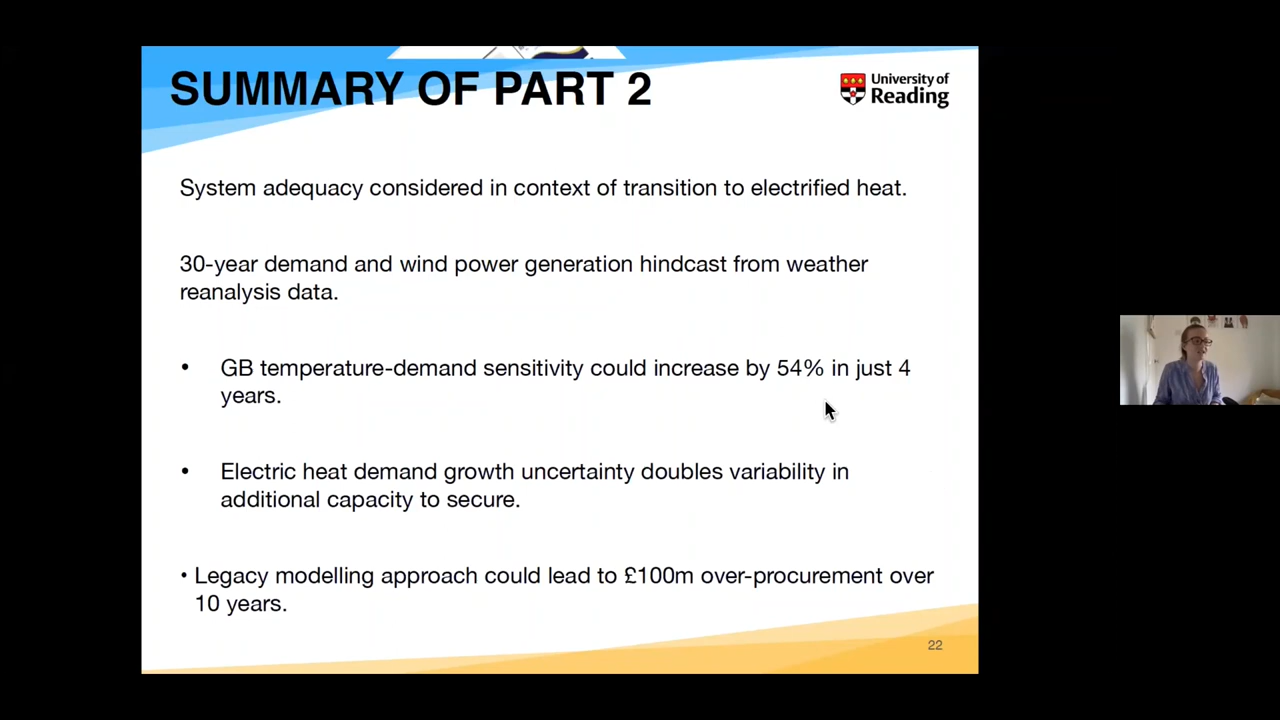 SUMMARY OF PART 2
University of
Reading
System adequacy considered in context of transition to electrified heat.
30-year demand and wind power generation hindcast from weather
reanalysis data.
• GB temperature-demand sensitivity could increase by 54% in just 4
years.
• Electric heat demand growth uncertainty doubles variability in
additional capacity to secure.
• Legacy modelling approach could lead to £100m over-procurement over
10 years.
22